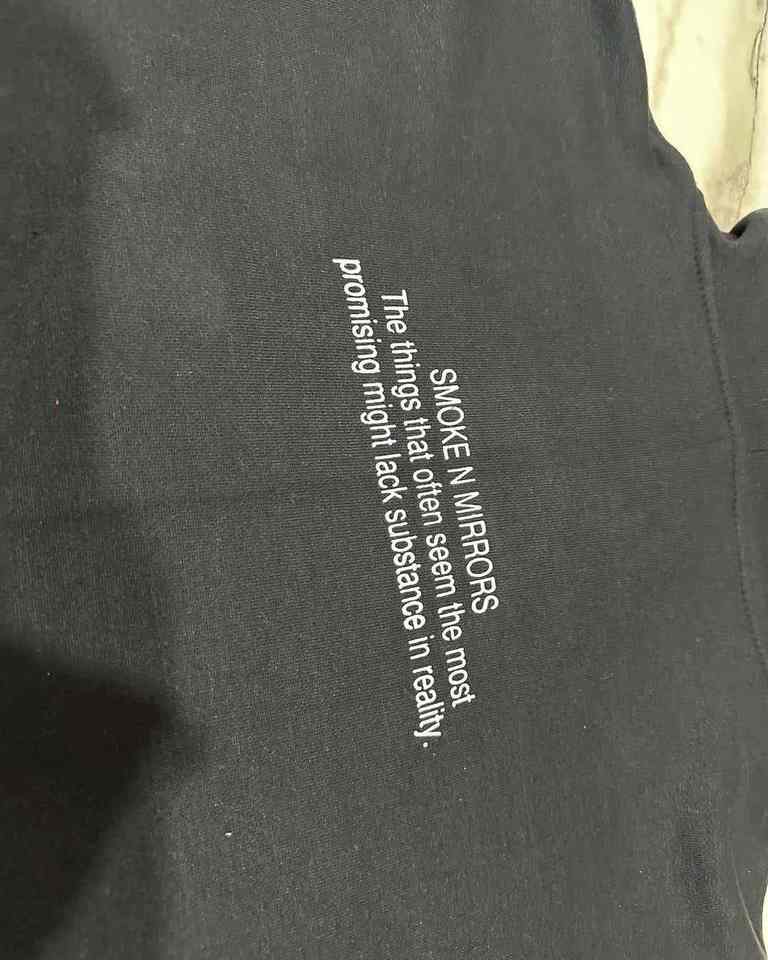 SMOKE N MIRRORS
The things that often seem the most
promising might lack substance in reality.